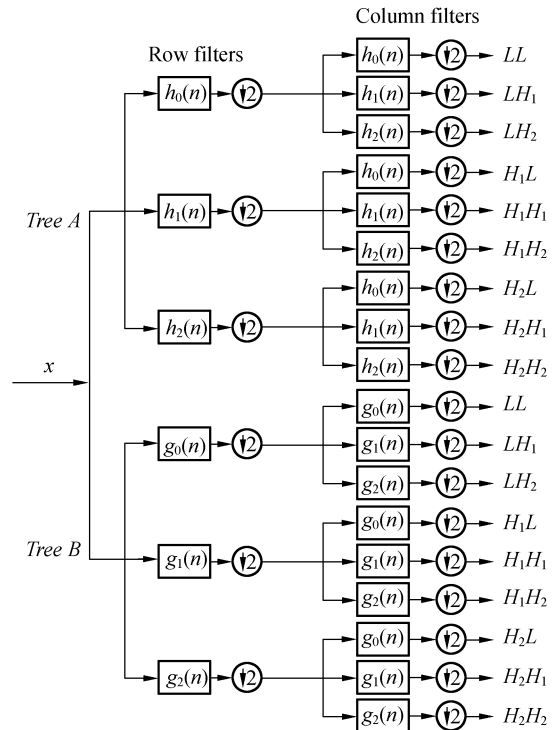 Column filters
Row filters
h₀(n) ↓2 LL
h₀(n) ↓2 h₁(n) ↓2 LH₁
h₂(n) ↓2 LH₂
h₀(n) ↓2 H₁L
Tree A h₁(n) ↓2 h₁(n) ↓2 H₁H₁
h₂(n) ↓2 H₁H₂
h₀(n) ↓2 H₂L
h₂(n) ↓2 h₁(n) ↓2 H₂H₁
h₂(n) ↓2 H₂H₂
x
g₀(n) ↓2 LL
g₀(n) ↓2 g₁(n) ↓2 LH₁
g₂(n) ↓2 LH₂
g₀(n) ↓2 H₁L
Tree B g₁(n) ↓2 g₁(n) ↓2 H₁H₁
g₂(n) ↓2 H₁H₂
g₀(n) ↓2 H₂L
g₂(n) ↓2 g₁(n) ↓2 H₂H₁
g₂(n) ↓2 H₂H₂